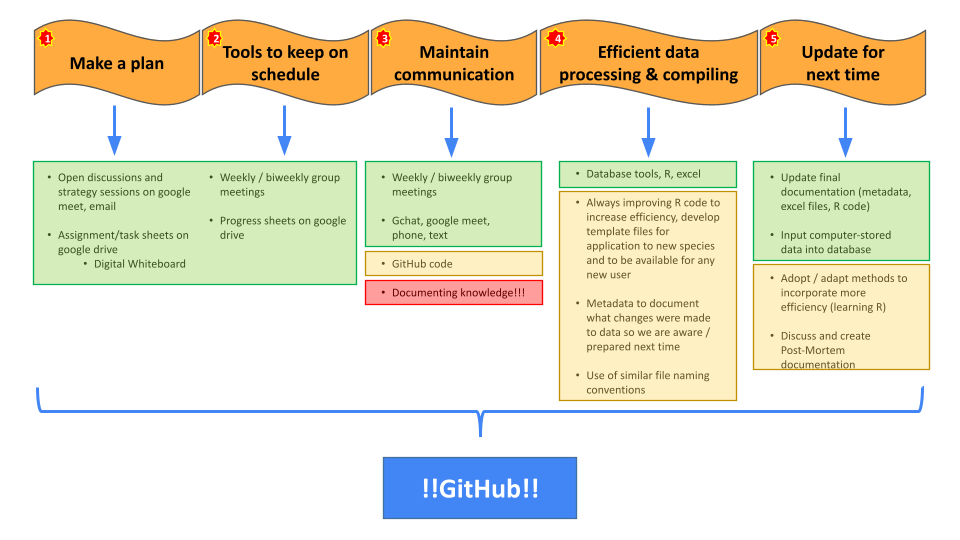 1
Make a plan
2
Tools to keep on
schedule
3
Maintain
communication
4
Efficient data
processing & compiling
5
Update for
next time
• Open discussions and
strategy sessions on google
meet, email
• Assignment/task sheets on
google drive
• Digital Whiteboard
• Weekly / biweekly group
meetings
• Progress sheets on google
drive
• Weekly / biweekly group
meetings
• Gchat, google meet,
phone, text
• GitHub code
• Documenting knowledge!!!
• Database tools, R, excel
• Always improving R code to
increase efficiency, develop
template files for
application to new species
and to be available for any
new user
• Metadata to document
what changes were made
to data so we are aware /
prepared next time
• Use of similar file naming
conventions
• Update final
documentation (metadata,
excel files, R code)
• Input computer-stored
data into database
• Adopt / adapt methods to
incorporate more
efficiency (learning R)
• Discuss and create
Post-Mortem
documentation
!!GitHub!!